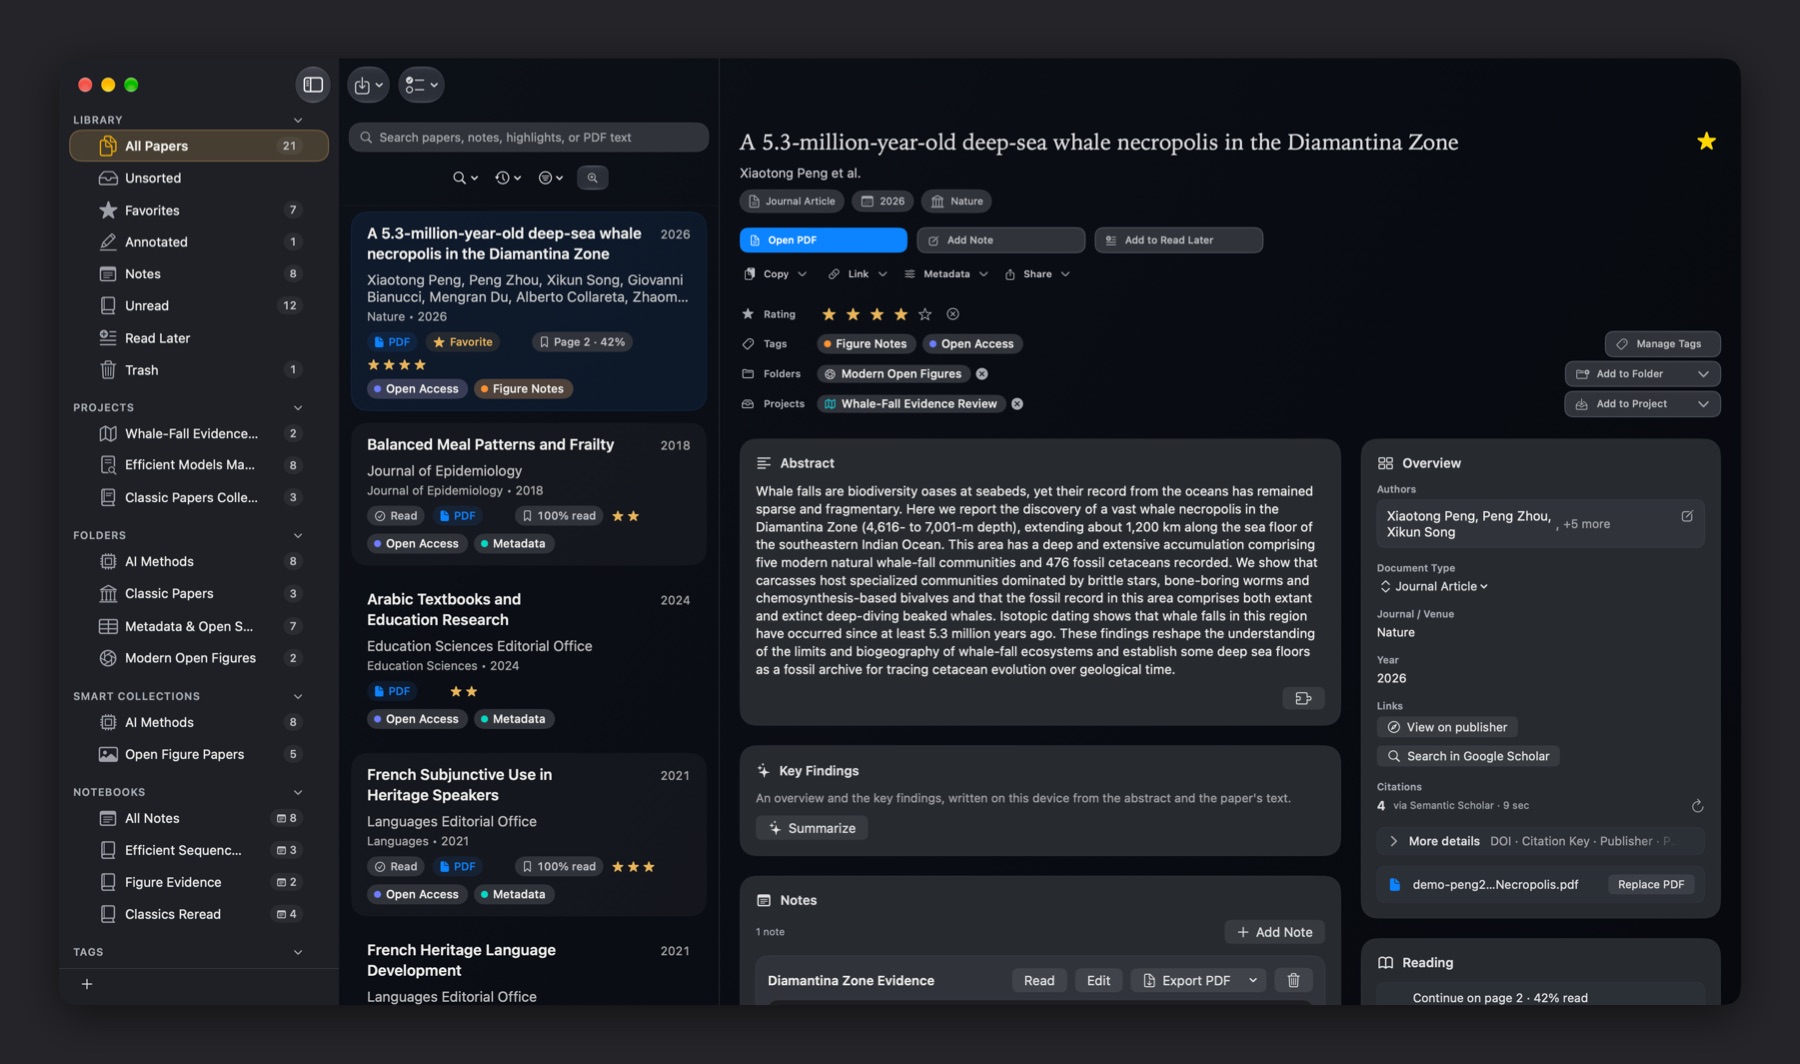 LIBRARY
All Papers 21
Unsorted
Favorites 7
Annotated 1
Notes 8
Unread 12
Read Later
Trash 1
PROJECTS
Whale-Fall Evidence... 2
Efficient Models Ma... 8
Classic Papers Colle... 3
FOLDERS
AI Methods 8
Classic Papers 3
Metadata & Open S... 7
Modern Open Figures 2
SMART COLLECTIONS
AI Methods 8
Open Figure Papers 5
NOTEBOOKS
All Notes 8
Efficient Sequenc... 3
Figure Evidence 2
Classics Reread 4
TAGS
Search papers, notes, highlights, or PDF text
A 5.3-million-year-old deep-sea whale 2026
necropolis in the Diamantina Zone
Xiaotong Peng, Peng Zhou, Xikun Song, Giovanni
Bianucci, Mengran Du, Alberto Collareta, Zhaom...
Nature • 2026
PDF Favorite Page 2 · 42%
Open Access Figure Notes
Balanced Meal Patterns and Frailty 2018
Journal of Epidemiology
Journal of Epidemiology • 2018
Read PDF 100% read
Open Access Metadata
Arabic Textbooks and 2024
Education Research
Education Sciences Editorial Office
Education Sciences • 2024
PDF
Open Access Metadata
French Subjunctive Use in 2021
Heritage Speakers
Languages Editorial Office
Languages • 2021
Read PDF 100% read
Open Access Metadata
French Heritage Language 2021
Development
Languages Editorial Office
A 5.3-million-year-old deep-sea whale necropolis in the Diamantina Zone
Xiaotong Peng et al.
Journal Article 2026 Nature
Open PDF Add Note Add to Read Later
Copy Link Metadata Share
Rating
Tags Figure Notes Open Access Manage Tags
Folders Modern Open Figures Add to Folder
Projects Whale-Fall Evidence Review Add to Project
Abstract
Whale falls are biodiversity oases at seabeds, yet their record from the oceans has remained
sparse and fragmentary. Here we report the discovery of a vast whale necropolis in the
Diamantina Zone (4,616- to 7,001-m depth), extending about 1,200 km along the sea floor of
the southeastern Indian Ocean. This area has a deep and extensive accumulation comprising
five modern natural whale-fall communities and 476 fossil cetaceans recorded. We show that
carcasses host specialized communities dominated by brittle stars, bone-boring worms and
chemosynthesis-based bivalves and that the fossil record in this area comprises both extant
and extinct deep-diving beaked whales. Isotopic dating shows that whale falls in this region
have occurred since at least 5.3 million years ago. These findings reshape the understanding
of the limits and biogeography of whale-fall ecosystems and establish some deep sea floors
as a fossil archive for tracing cetacean evolution over geological time.
Key Findings
An overview and the key findings, written on this device from the abstract and the paper's text.
Summarize
Notes
1 note
Add Note
Diamantina Zone Evidence Read Edit Export PDF
Overview
Authors
Xiaotong Peng, Peng Zhou,
Xikun Song , +5 more
Document Type
Journal Article
Journal / Venue
Nature
Year
2026
Links
View on publisher
Search in Google Scholar
Citations
4 via Semantic Scholar · 9 sec
More details DOI · Citation Key · Publisher · P...
demo-peng2...Necropolis.pdf Replace PDF
Reading
Continue on page 2 · 42% read